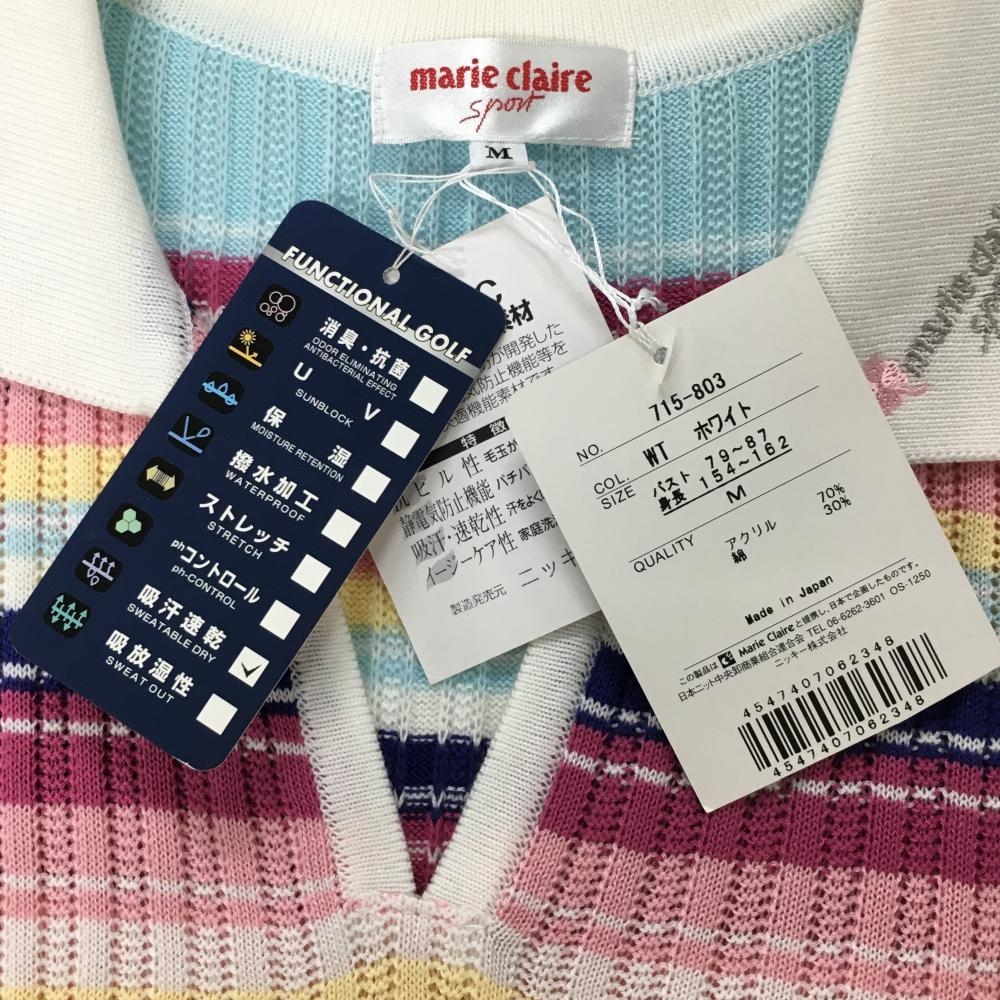 marie claire
sport
M
FUNCTIONAL GOLF
消臭・抗菌
ODOR ELIMINATING
ANTIBACTERIAL EFFECT
U V
SUNBLOCK
保 湿
MOISTURE RETENTION
撥水加工
WATERPROOF
ストレッチ
STRETCH
phコントロール
ph-CONTROL
吸汗速乾
SWEATABLE DRY
吸放湿性
SWEAT OUT
素材
が開発した
防止機能等を
適機能素材です
特 徴
ピル性 毛玉が
静電気防止機能 パチパ
吸汗・速乾性 汗をよく
イージーケア性 家庭洗
製造発売元 ニッキ
NO. 715-803
COL. WT ホワイト
SIZE バスト 79~87
身長 154~162
M
QUALITY アクリル 70%
綿 30%
Made in Japan
この製品は Marie Claireと提携し、日本で企画したものです。
日本ニット中央卸商業組合連合会 TEL 06-6262-3601 OS-1250
ニッキー株式会社
4547407062348
4547407062348
marie claire